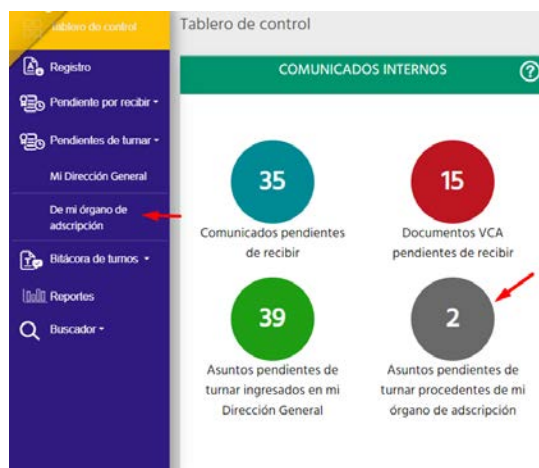 Tablero de control
Tablero de control
COMUNICADOS INTERNOS
Registro
Pendiente por recibir
Pendientes de turnar
Mi Dirección General
De mi órgano de
adscripción
Bitácora de turnos
Reportes
Buscador
35
Comunicados pendientes
de recibir
15
Documentos VCA
pendientes de recibir
39
Asuntos pendientes de
turnar ingresados en mi
Dirección General
2
Asuntos pendientes de
turnar procedentes de mi
órgano de adscripción